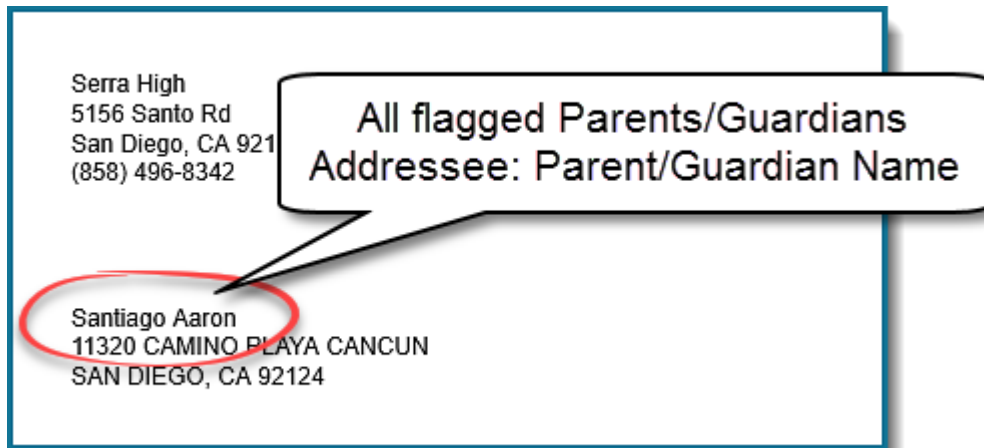 Serra High
5156 Santo Rd
San Diego, CA 921
(858) 496-8342
All flagged Parents/Guardians
Addressee: Parent/Guardian Name
Santiago Aaron
11320 CAMINO PLAYA CANCUN
SAN DIEGO, CA 92124